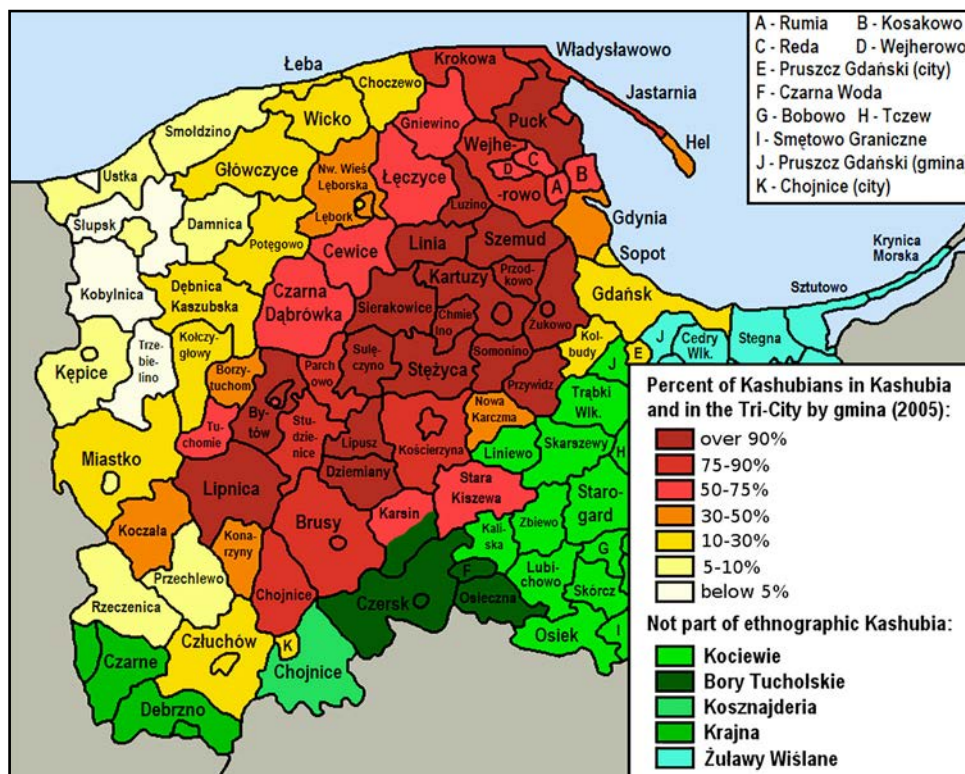 A - Rumia B - Kosakowo
C - Reda D - Wejherowo
E - Pruszcz Gdański (city)
F - Czarna Woda
G - Bobowo H - Tczew
I - Smętowo Graniczne
J - Pruszcz Gdański (gmina)
K - Chojnice (city)
Władysławowo
Krokowa
Łeba
Choczewo
Jastarnia
Puck
Wicko
Gniewino
Wejhe-
Hel
Smołdzino
C
D
B
Główczyce
Nw. Wieś
Lęborska
Łęczyce
A
Ustka
-rowo
Luzino
Słupsk
Damnica
Lębork
Gdynia
Potęgowo
Linia
Szemud
Cewice
Sopot
Krynica
Morska
Kartuzy
Przod-
kowo
Kobylnica
Dębnica
Kaszubska
Czarna
Dąbrówka
Sierakowice
Gdańsk
Sztutowo
Chmie
lno
Żukowo
Kołczy-
głowy
Kol-
budy
E
J
Cedry
Wlk.
Stegna
Trze-
bie-
lino
Sulę-
czyno
Somonino
Kępice
Borzy-
tuchom
Parch
owo
Stężyca
J
Przywidz
Trąbki
Wlk.
Nowa
Karczma
By-
tów
Tu-
chomie
Stu-
dzie-
nice
Lipusz
Kościerzyna
Liniewo
Skarszewy
H
Miastko
Dziemiany
Lipnica
Stara
Kiszewa
Staro-
gard
Brusy
Karsin
Koczała
Kona-
rzyny
Kali-
ska
Zblewo
G
Przechlewo
F
Lubi-
chowo
Chojnice
Czersk
Osieczna
Skórcz
Rzeczenica
Osiek
I
Człuchów
K
Czarne
Chojnice
Debrzno
Percent of Kashubians in Kashubia
and in the Tri-City by gmina (2005)
over 90%
75-90%
50-75%
30-50%
10-30%
5-10%
below 5%
Not part of ethnographic Kashubia:
Kociewie
Bory Tucholskie
Kosznajderia
Krajna
Żuławy Wiślane